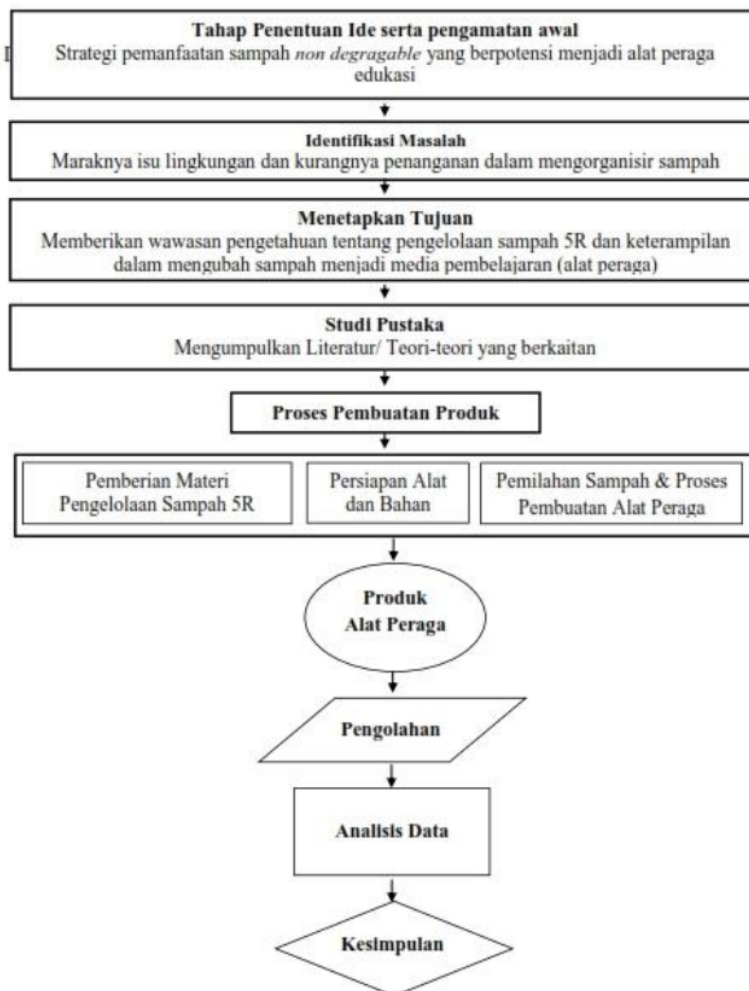 Tahap Penentuan Ide serta pengamatan awal
Strategi pemanfaatan sampah non degragable yang berpotensi menjadi alat peraga
edukasi
Identifikasi Masalah
Maraknya isu lingkungan dan kurangnya penanganan dalam mengorganisir sampah
Menetapkan Tujuan
Memberikan wawasan pengetahuan tentang pengelolaan sampah 5R dan keterampilan
dalam mengubah sampah menjadi media pembelajaran (alat peraga)
Studi Pustaka
Mengumpulkan Literatur/ Teori-teori yang berkaitan
Proses Pembuatan Produk
Pemberian Materi
Pengelolaan Sampah 5R
Persiapan Alat
dan Bahan
Pemilahan Sampah & Proses
Pembuatan Alat Peraga
Produk
Alat Peraga
Pengolahan
Analisis Data
Kesimpulan